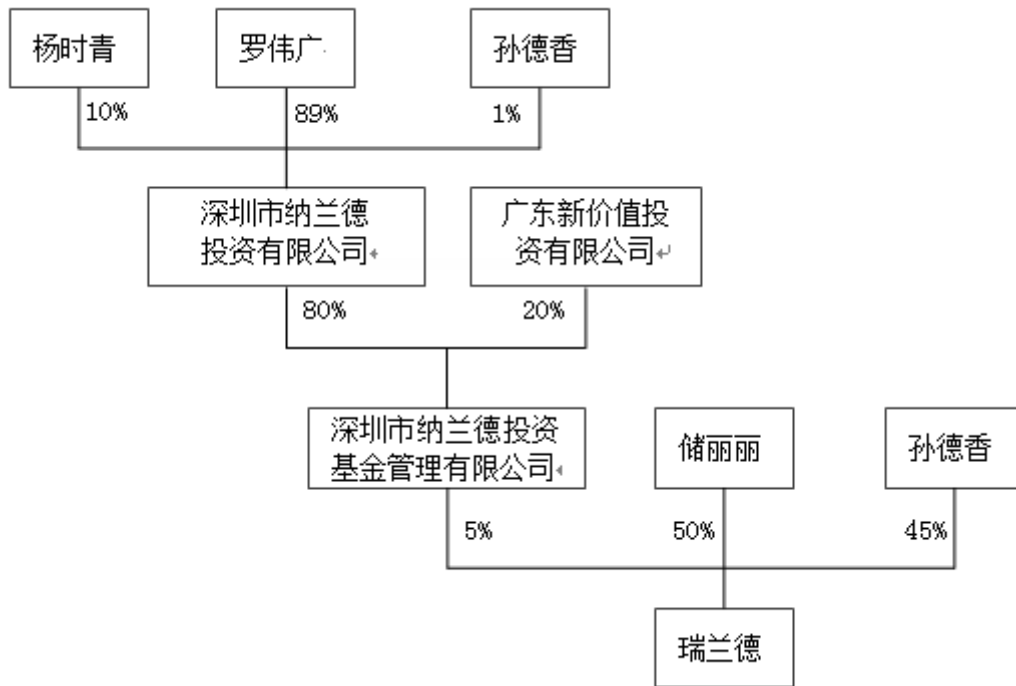 杨时青
罗伟广
孙德香
10%
89%
1%
深圳市纳兰德
投资有限公司
广东新价值投
资有限公司
80%
20%
深圳市纳兰德投资
基金管理有限公司
储丽丽
孙德香
5%
50%
45%
瑞兰德